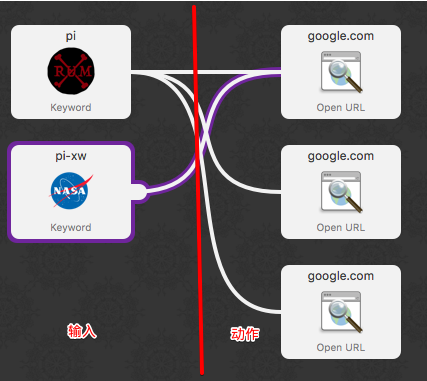 pi
RUM
Keyword
google.com
Open URL
pi-xw
NASA
Keyword
google.com
Open URL
google.com
Open URL
输入
动作